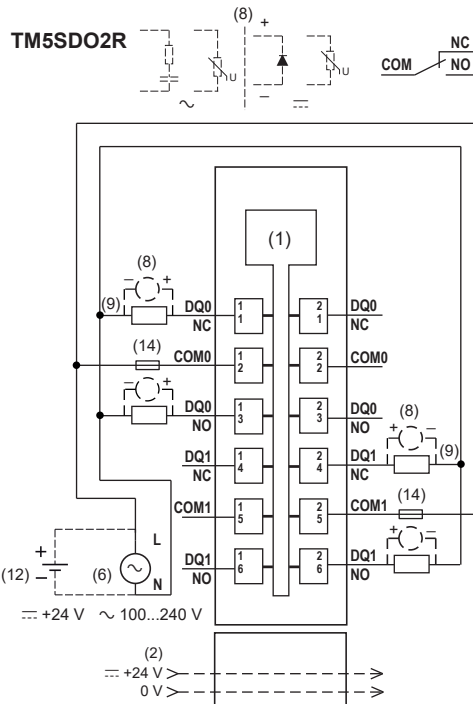 TM5SDO2R
(8)
+
U
−
U
∼
⎓
COM
NC
NO
(1)
(8)
− +
(9)
DQ0
NC
1
1
2
1
DQ0
NC
(14)
COM0
1
2
2
2
COM0
− +
DQ0
NO
1
3
2
3
DQ0
NO
(8)
+ −
DQ1
NC
1
4
2
4
DQ1
NC
(9)
COM1
1
5
2
5
COM1
(14)
DQ1
NO
1
6
2
6
DQ1
NO
+ −
L
+
(12)
−
(6)
∼
N
⎓ +24 V ∼ 100...240 V
(2)
⎓ +24 V
0 V